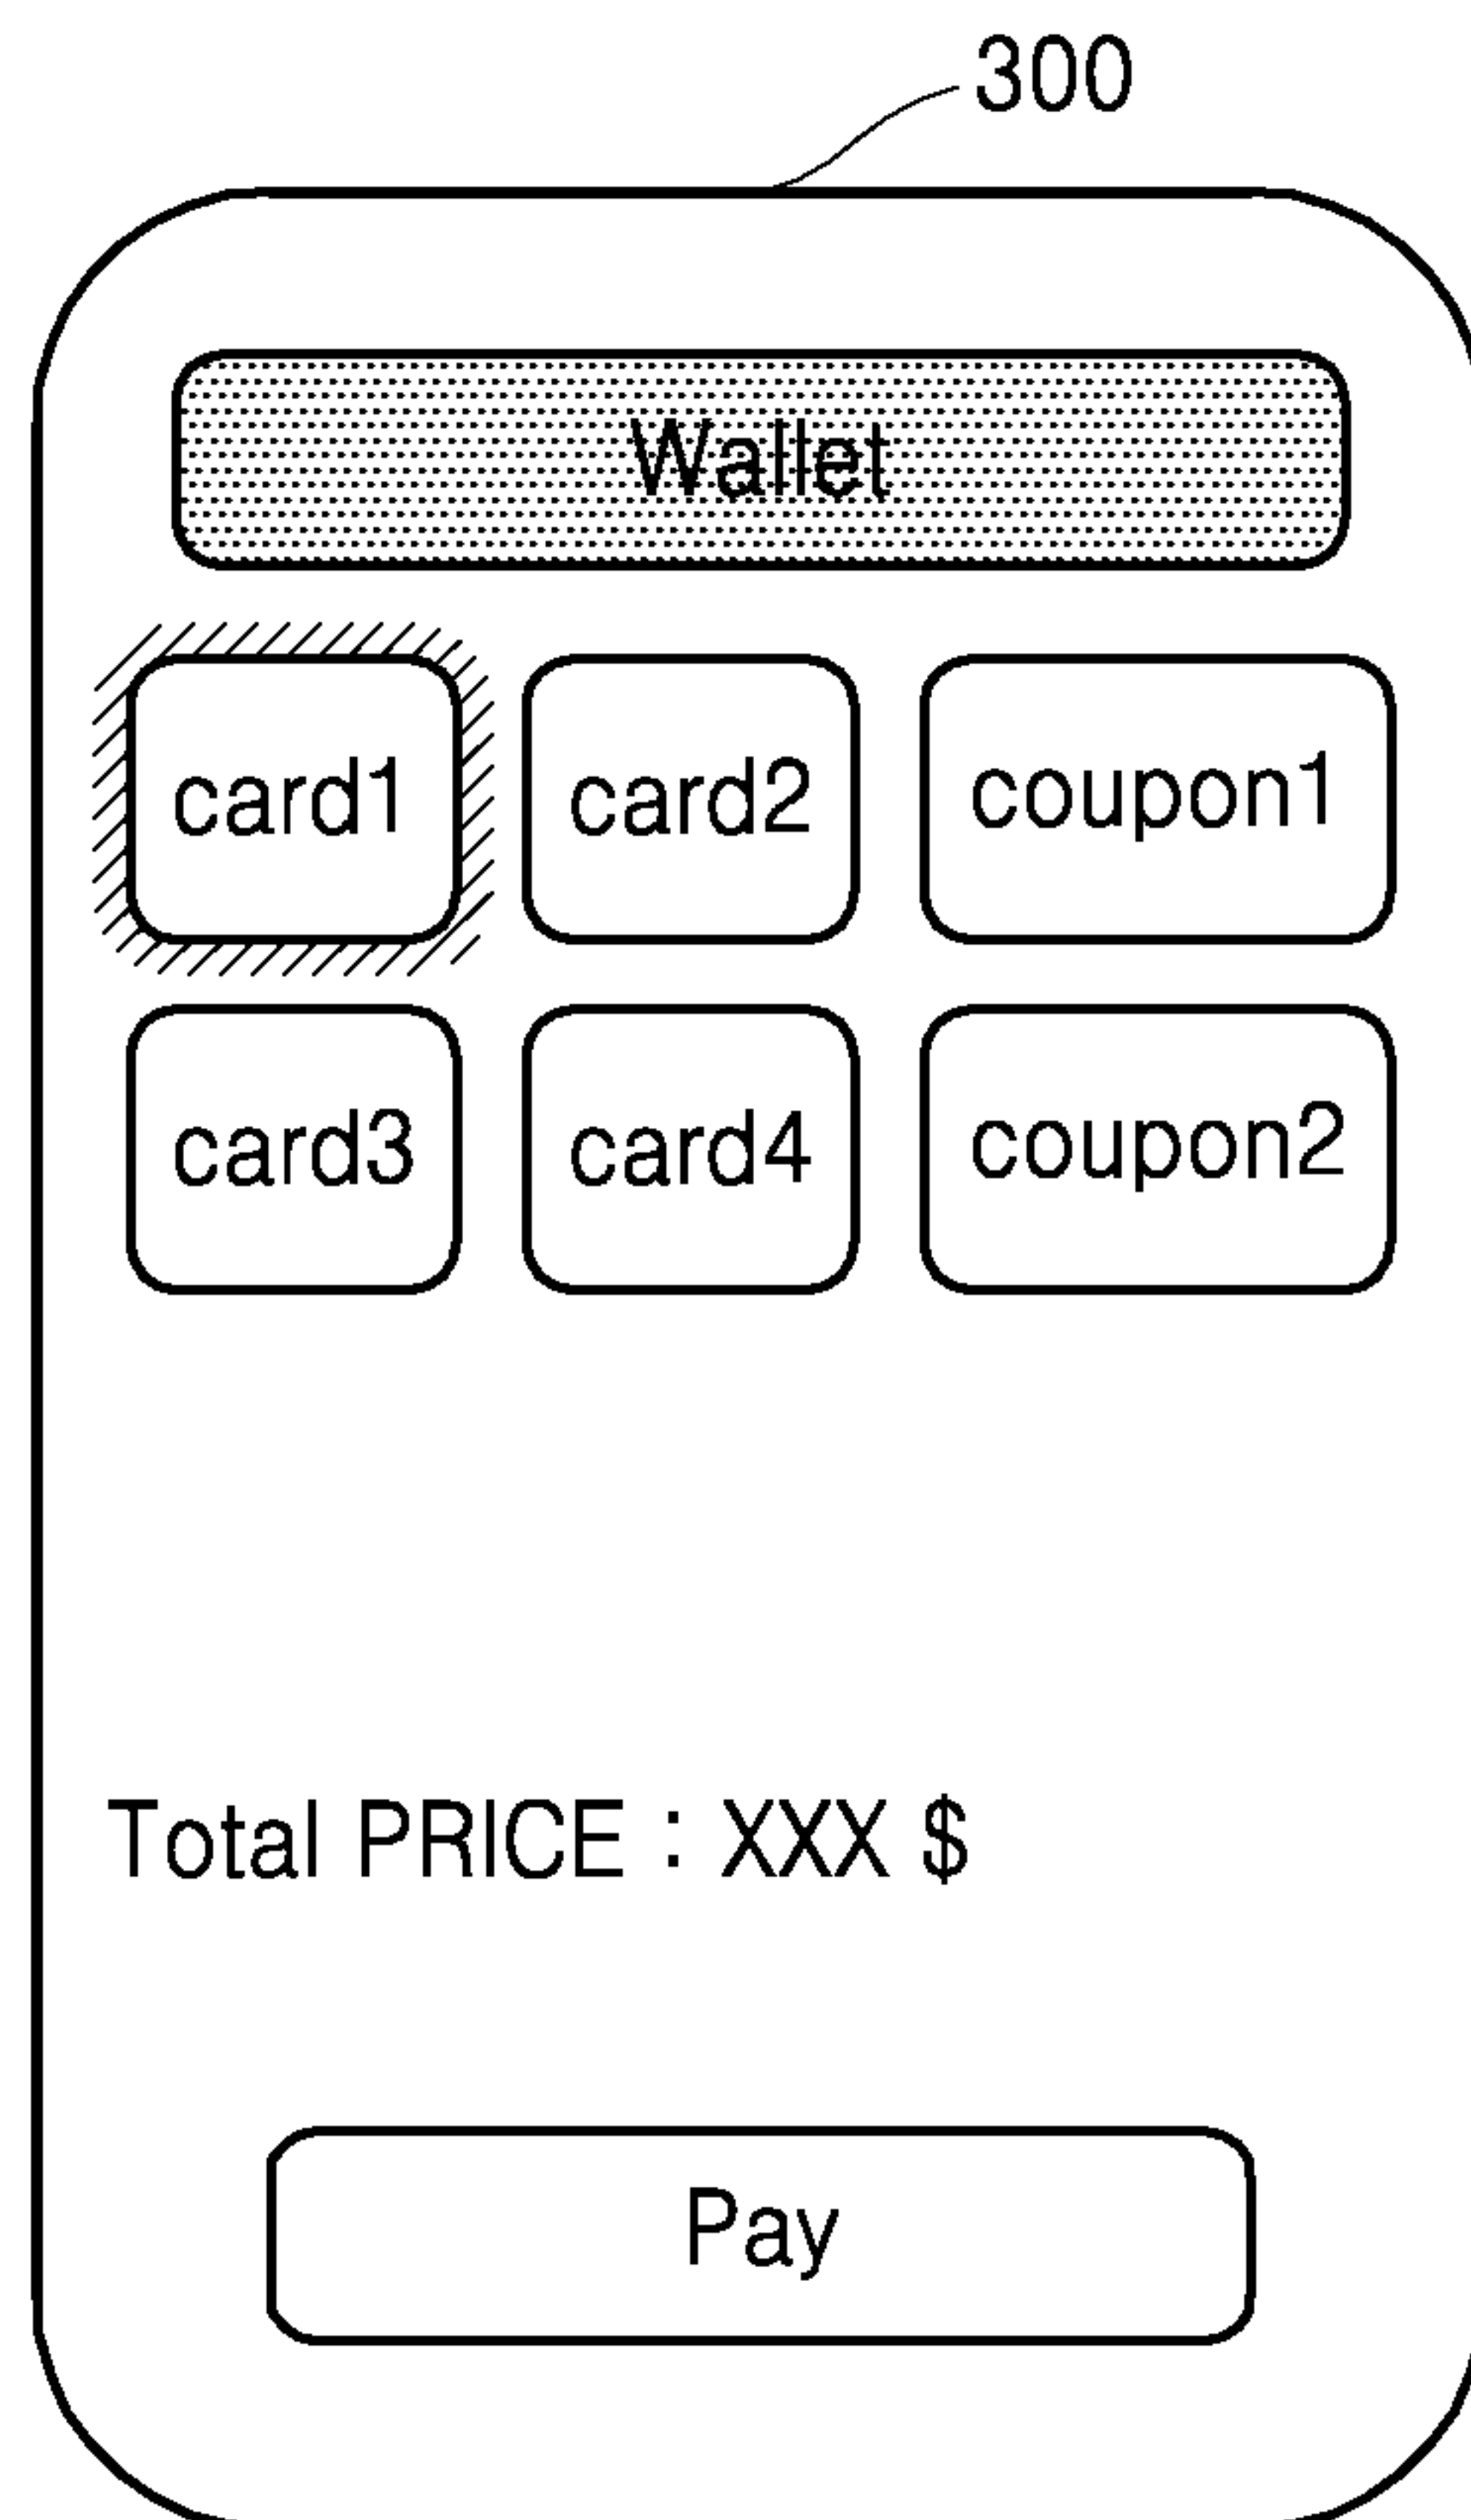 300
Wallet
card1 card2 coupon1
card3 card4 coupon2
Total PRICE : XXX $
Pay